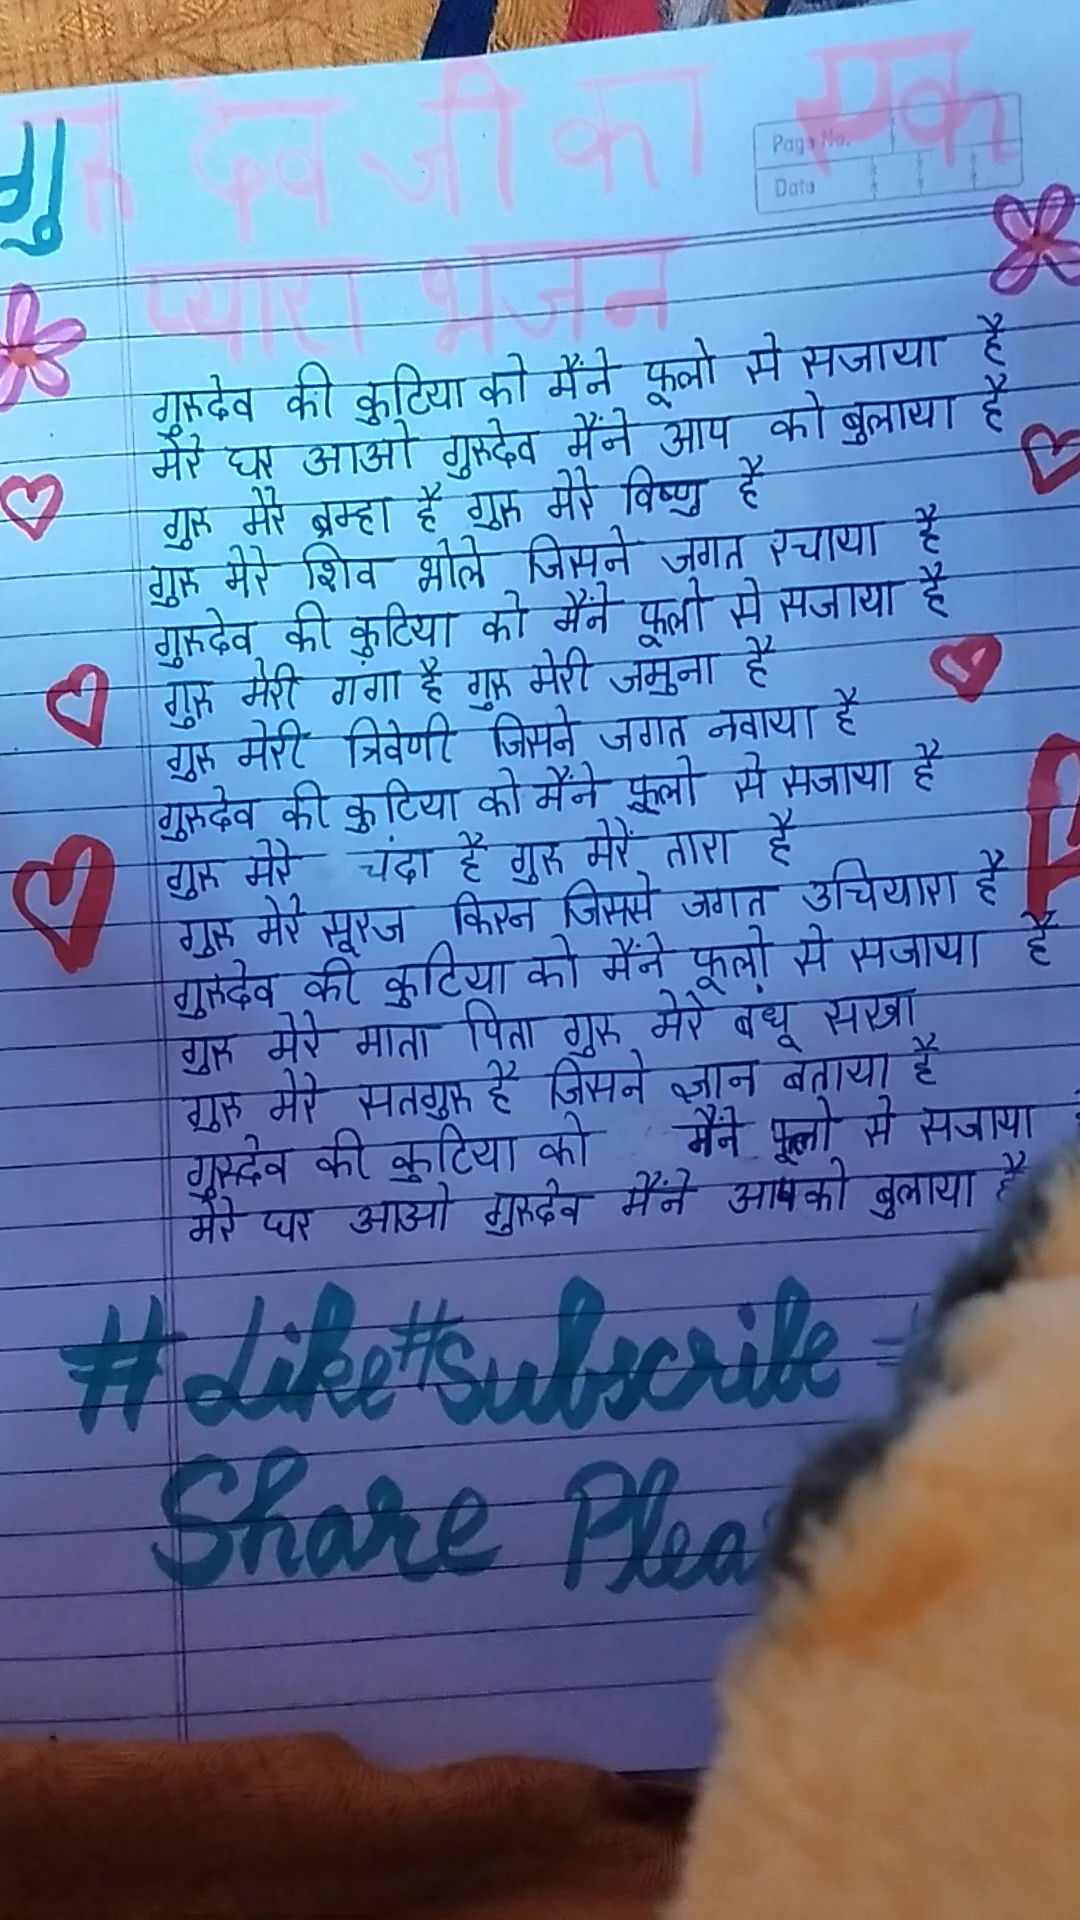 गुरु देव जी का एक
Page No.
Date
प्यारा भजन
गुरुदेव की कुटिया को मैंने फूलो से सजाया है
मेरे घर आओ गुरुदेव मैंने आप को बुलाया है
गुरु मेरे ब्रम्हा है गुरु मेरे विष्णु है
गुरु मेरे शिव भोले जिसने जगत रचाया है
गुरुदेव की कुटिया को मैंने फूलो से सजाया है
गुरु मेरी गंगा है गुरु मेरी जमुना है
गुरु मेरी त्रिवेणी जिसने जगत नवाया है
गुरुदेव की कुटिया को मैंने फूलो से सजाया है
गुरु मेरे चंदा है गुरु मेरें तारा है
गुरु मेरे सूरज किरन जिससे जगत उचियारा है
गुरुदेव की कुटिया को मैंने फूलो से सजाया है
गुरु मेरे माता पिता गुरु मेरे बंधू सखा
गुरु मेरे सतगुरु है जिसने ज्ञान बताया है
गुरुदेव की कुटिया को मैंने फूलो से सजाया
मेरे घर आओ गुरुदेव मैंने आपको बुलाया है
#Like#subscribe
Share